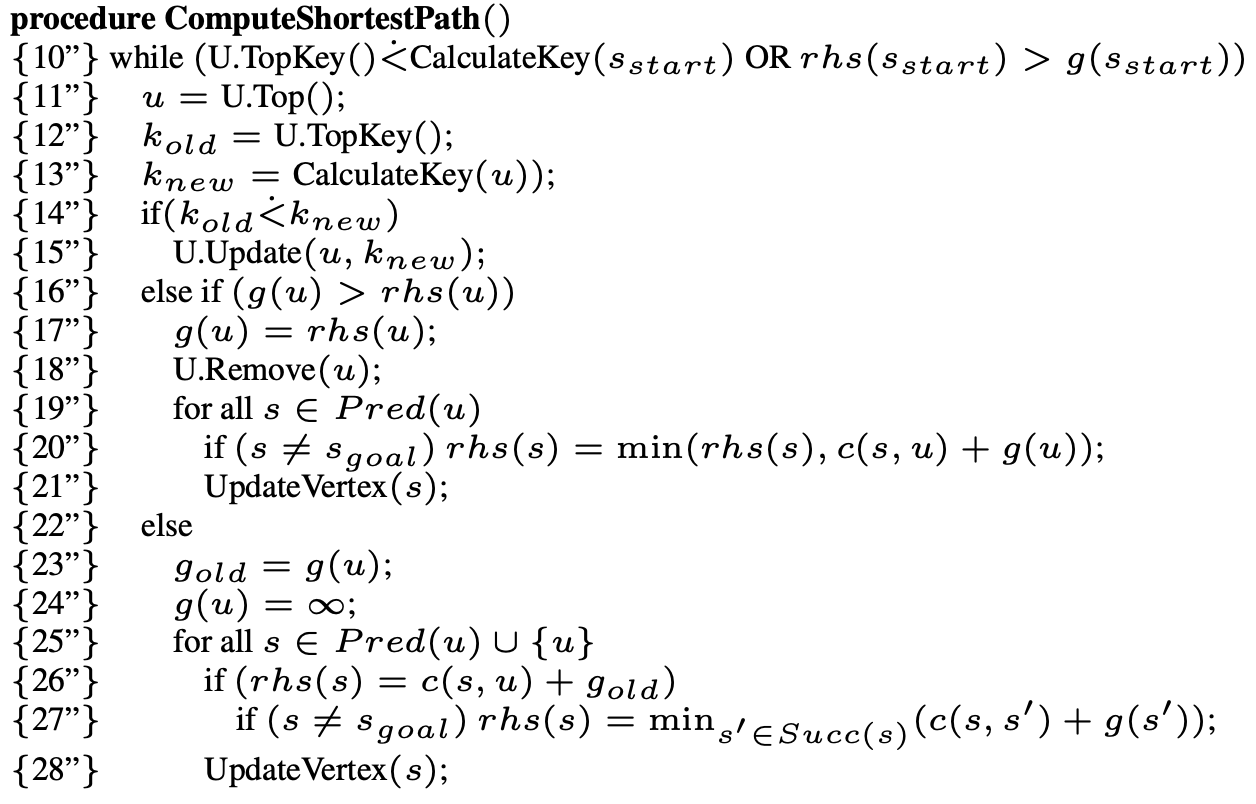 procedure ComputeShortestPath()
{10”} while (U.TopKey()<̇CalculateKey(s_start) OR rhs(s_start) > g(s_start))
{11”} u = U.Top();
{12”} k_old = U.TopKey();
{13”} k_new = CalculateKey(u));
{14”} if(k_old<̇k_new)
{15”} U.Update(u, k_new);
{16”} else if (g(u) > rhs(u))
{17”} g(u) = rhs(u);
{18”} U.Remove(u);
{19”} for all s ∈ Pred(u)
{20”} if (s ≠ s_goal) rhs(s) = min(rhs(s), c(s, u) + g(u));
{21”} UpdateVertex(s);
{22”} else
{23”} g_old = g(u);
{24”} g(u) = ∞;
{25”} for all s ∈ Pred(u) ∪ {u}
{26”} if (rhs(s) = c(s, u) + g_old)
{27”} if (s ≠ s_goal) rhs(s) = min_{s′∈Succ(s)}(c(s, s′) + g(s′));
{28”} UpdateVertex(s);